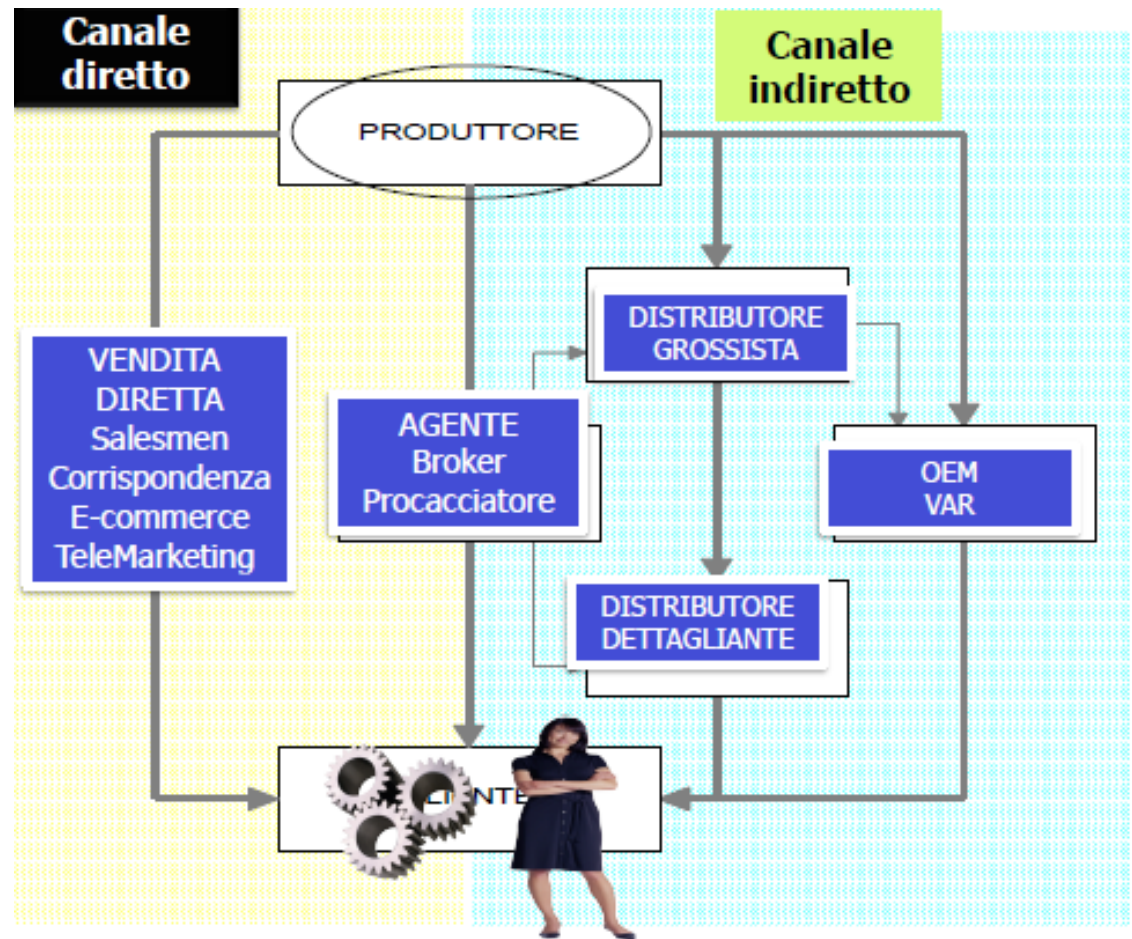 Canale
diretto
Canale
indiretto
PRODUTTORE
VENDITA
DIRETTA
Salesmen
Corrispondenza
E-commerce
TeleMarketing
AGENTE
Broker
Procacciatore
DISTRIBUTORE
GROSSISTA
OEM
VAR
DISTRIBUTORE
DETTAGLIANTE